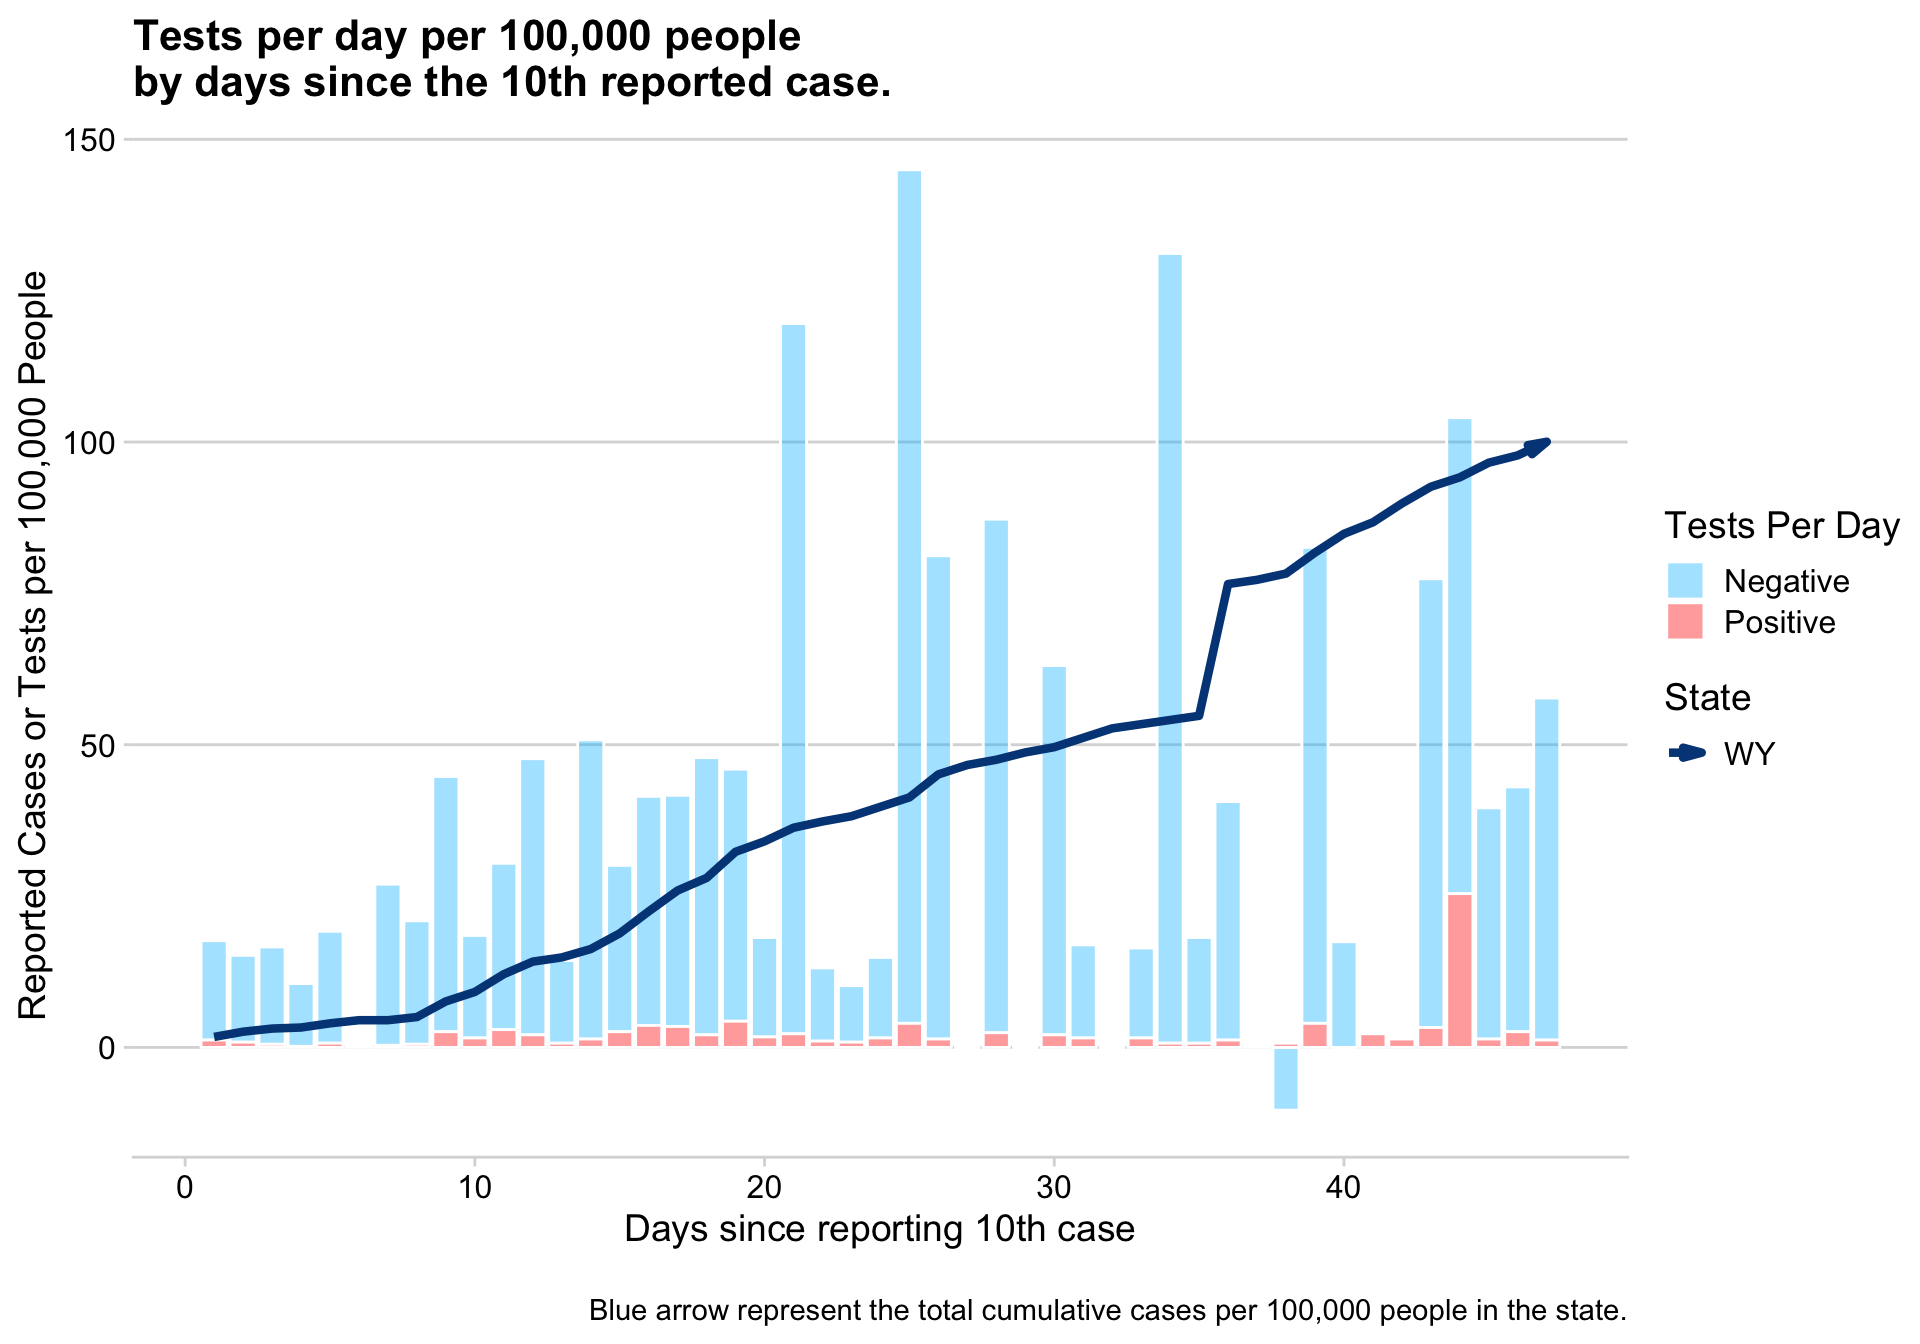 Tests per day per 100,000 people
by days since the 10th reported case.
Reported Cases or Tests per 100,000 People
150
100
50
0
0
10
20
30
40
Days since reporting 10th case
Tests Per Day
Negative
Positive
State
WY
Blue arrow represent the total cumulative cases per 100,000 people in the state.